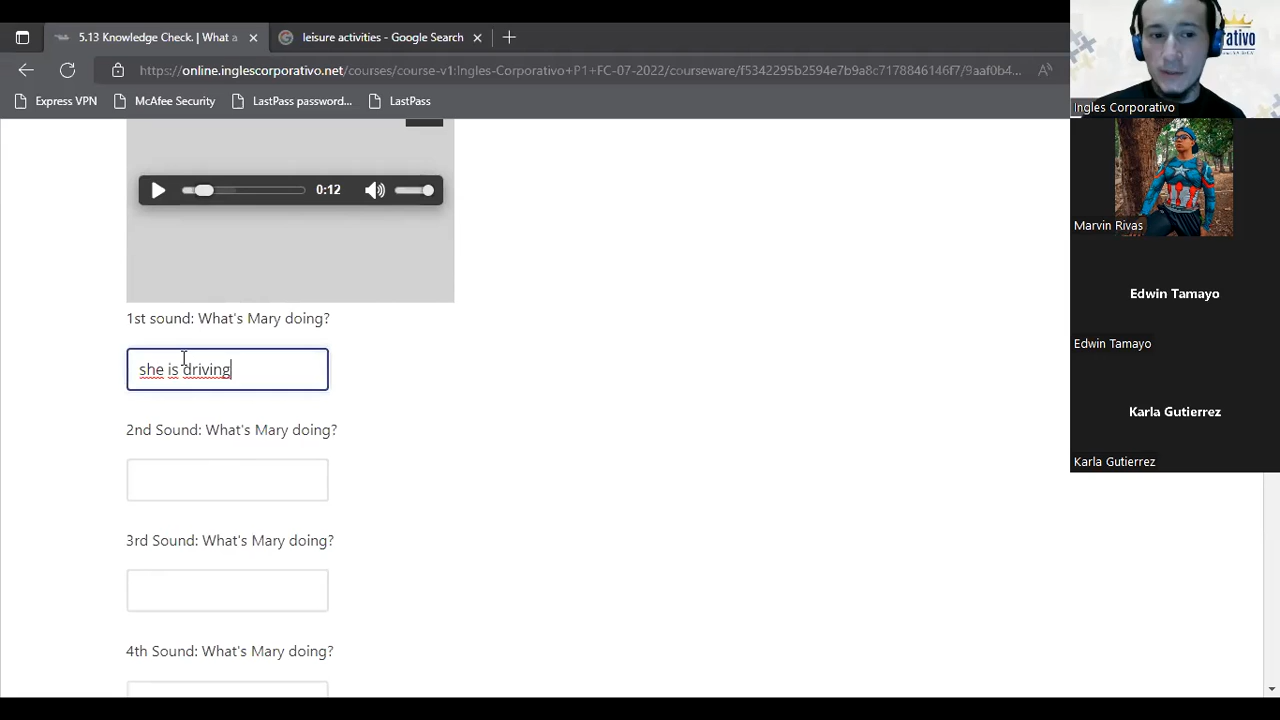 5.13 Knowledge Check. | What a
leisure activities - Google Search
https://online.inglescorporativo.net/courses/course-v1:Ingles-Corporativo+P1+FC-07-2022/courseware/f5342295b2594e7b9a8c7178846146f7/9aaf0b4...
Express VPN
McAfee Security
LastPass password...
LastPass
0:12
1st sound: What's Mary doing?
she is driving
2nd Sound: What's Mary doing?
3rd Sound: What's Mary doing?
4th Sound: What's Mary doing?
Ingles Corporativo
Marvin Rivas
Edwin Tamayo
Edwin Tamayo
Karla Gutierrez
Karla Gutierrez